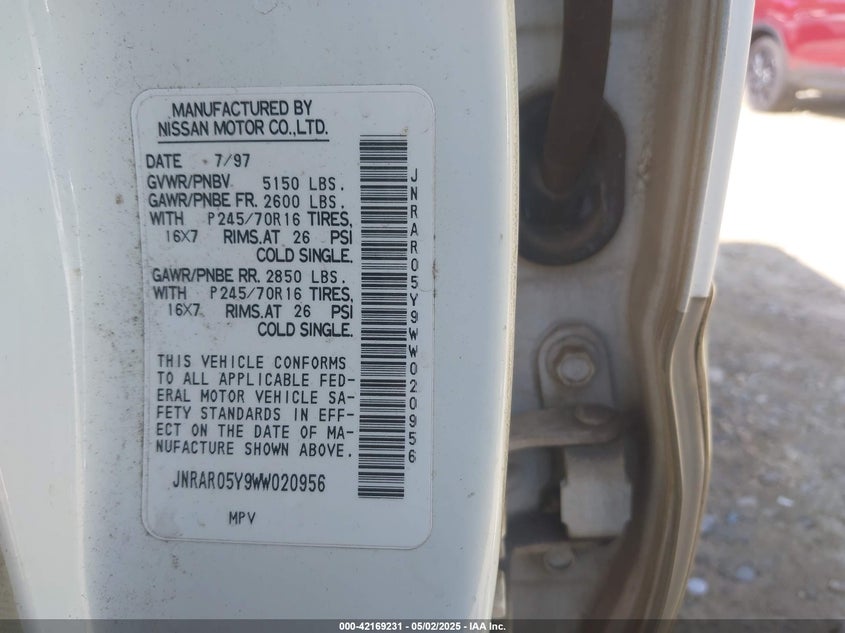 MANUFACTURED BY
NISSAN MOTOR CO.,LTD.
DATE 7/97
GVWR/PNBV 5150 LBS.
GAWR/PNBE FR. 2600 LBS.
WITH P245/70R16 TIRES,
16X7 RIMS.AT 26 PSI
COLD SINGLE.
GAWR/PNBE RR. 2850 LBS.
WITH P245/70R16 TIRES,
16X7 RIMS.AT 26 PSI
COLD SINGLE.
THIS VEHICLE CONFORMS
TO ALL APPLICABLE FED-
ERAL MOTOR VEHICLE SA-
FETY STANDARDS IN EFF-
ECT ON THE DATE OF MA-
NUFACTURE SHOWN ABOVE.
JNRAR05Y9WW020956
MPV
JNRAR05Y9WW020956
000-42169231 - 05/02/2025 - IAA Inc.